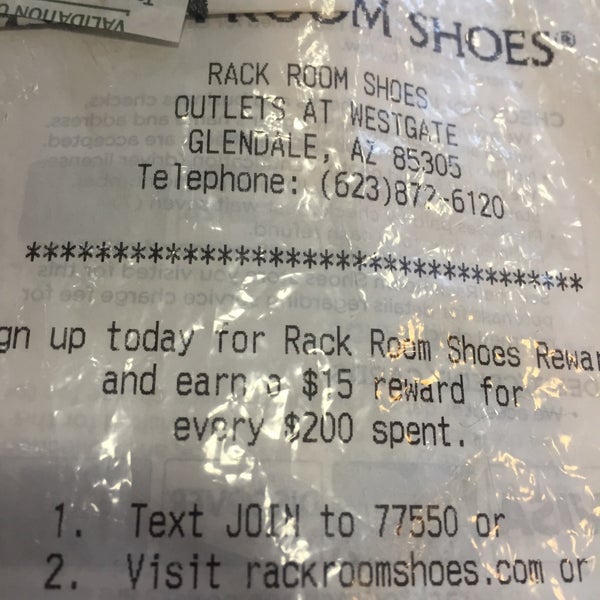 VALIDATION
ROOM SHOES®
RACK ROOM SHOES
OUTLETS AT WESTGATE
GLENDALE, AZ 85305
Telephone: (623)872-6120
**********************************
gn up today for Rack Room Shoes Rewar
and earn a $15 reward for
every $200 spent.
1. Text JOIN to 77550 or
2. Visit rackroomshoes.com or